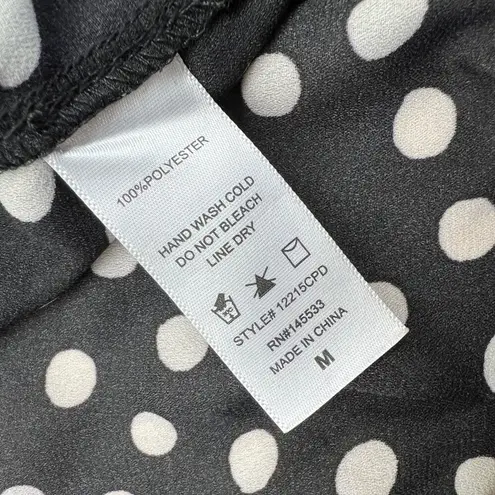 100%POLYESTER
HAND WASH COLD
DO NOT BLEACH
LINE DRY
STYLE# 12215CPD
RN#145533
MADE IN CHINA
M